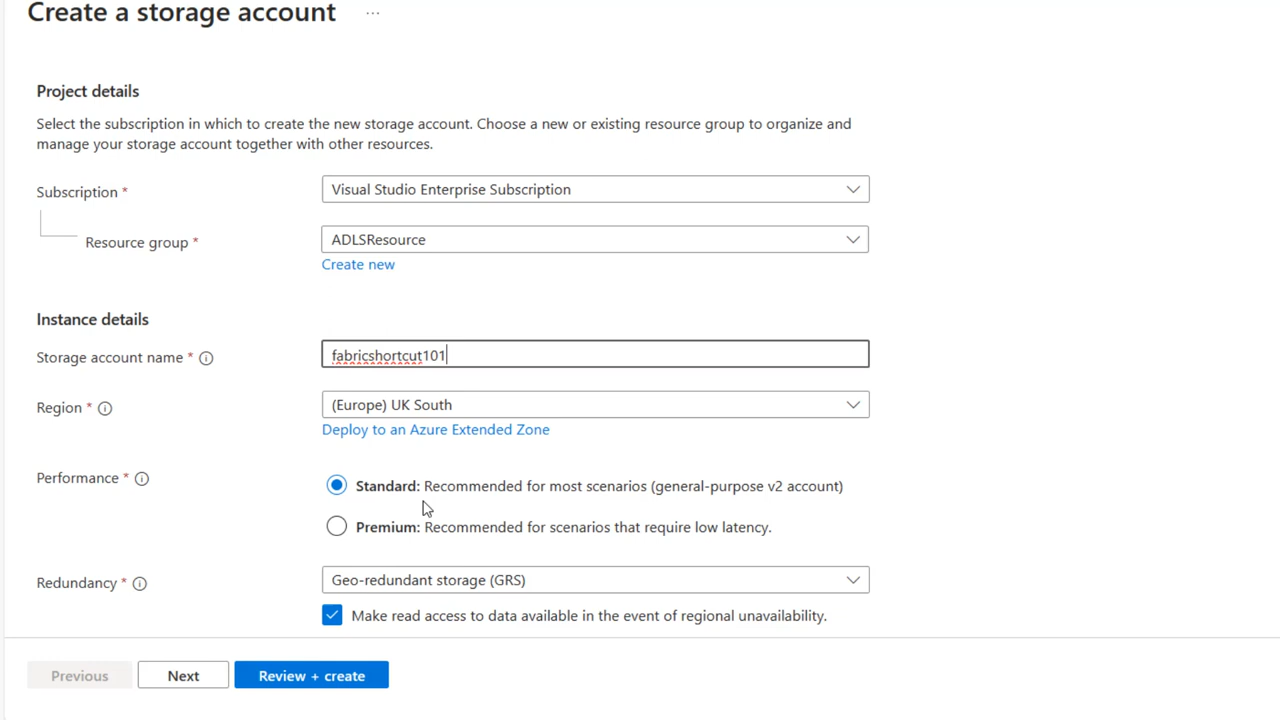 Create a storage account ...
Project details
Select the subscription in which to create the new storage account. Choose a new or existing resource group to organize and
manage your storage account together with other resources.
Subscription *
Visual Studio Enterprise Subscription
Resource group *
ADLSResource
Create new
Instance details
Storage account name *
fabricshortcut101
Region *
(Europe) UK South
Deploy to an Azure Extended Zone
Performance *
Standard: Recommended for most scenarios (general-purpose v2 account)
Premium: Recommended for scenarios that require low latency.
Redundancy *
Geo-redundant storage (GRS)
Make read access to data available in the event of regional unavailability.
Previous
Next
Review + create